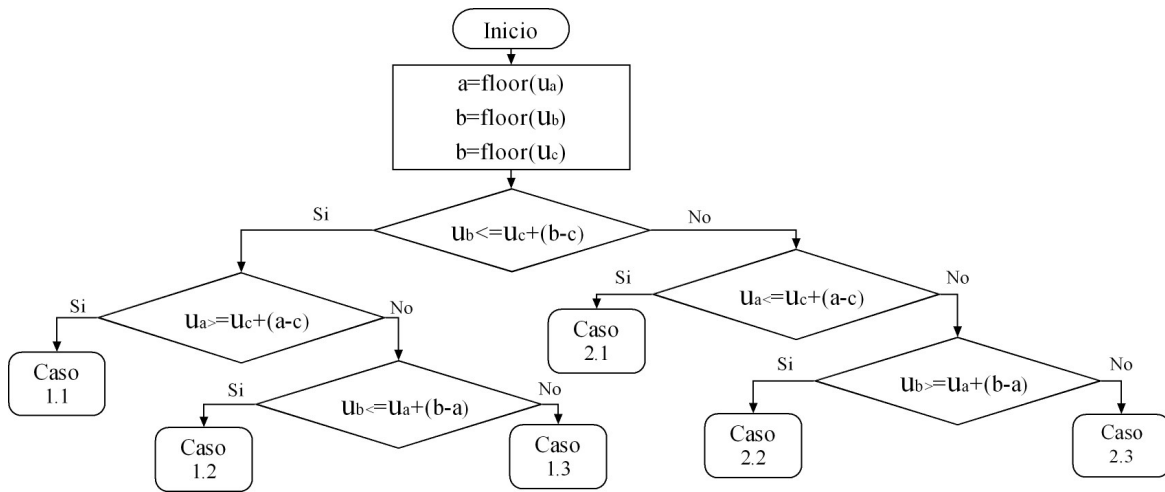 Inicio
a=floor(ua)
b=floor(ub)
b=floor(uc)
Si
ub<=uc+(b-c)
No
Si
ua>=uc+(a-c)
No
Si
ua<=uc+(a-c)
No
Caso
1.1
Si
ub<=ua+(b-a)
No
Caso
2.1
Si
ub>=ua+(b-a)
No
Caso
1.2
Caso
1.3
Caso
2.2
Caso
2.3